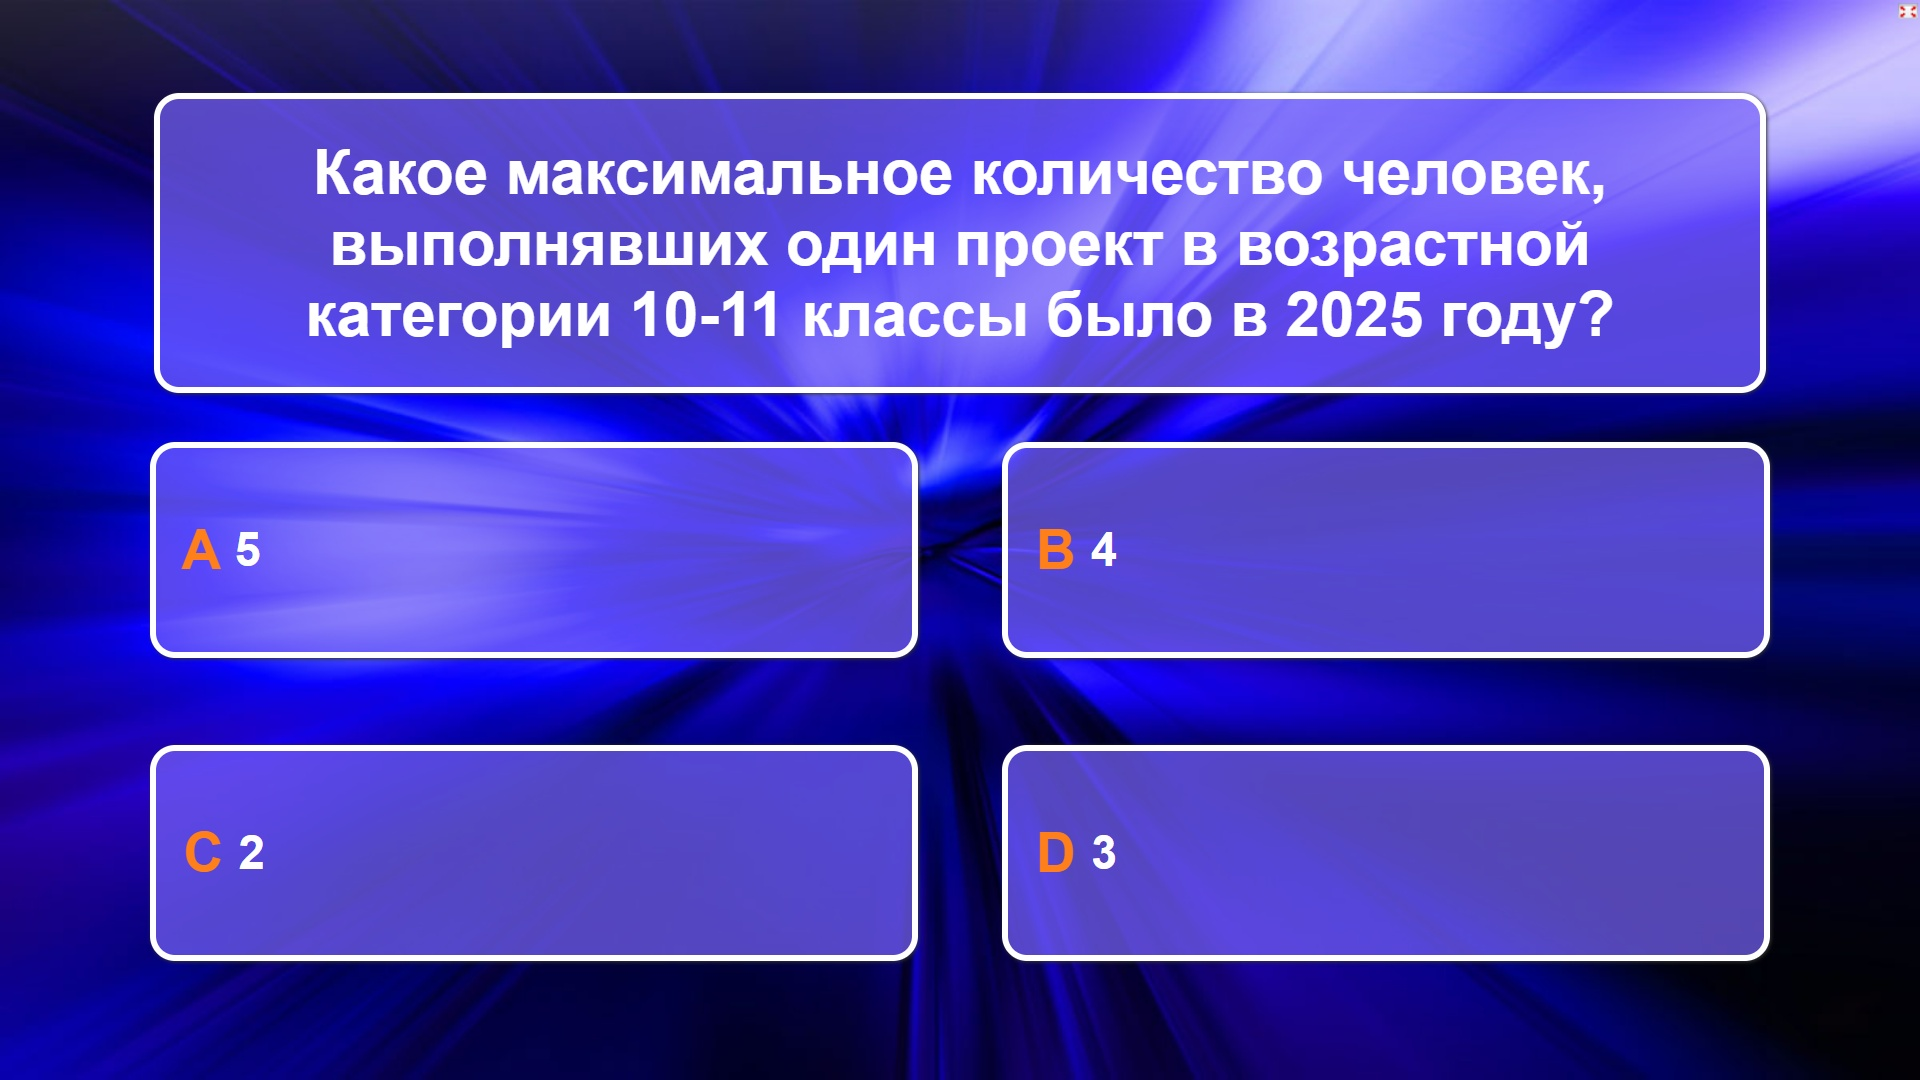 Какое максимальное количество человек,
выполнявших один проект в возрастной
категории 10-11 классы было в 2025 году?
A 5
B 4
C 2
D 3